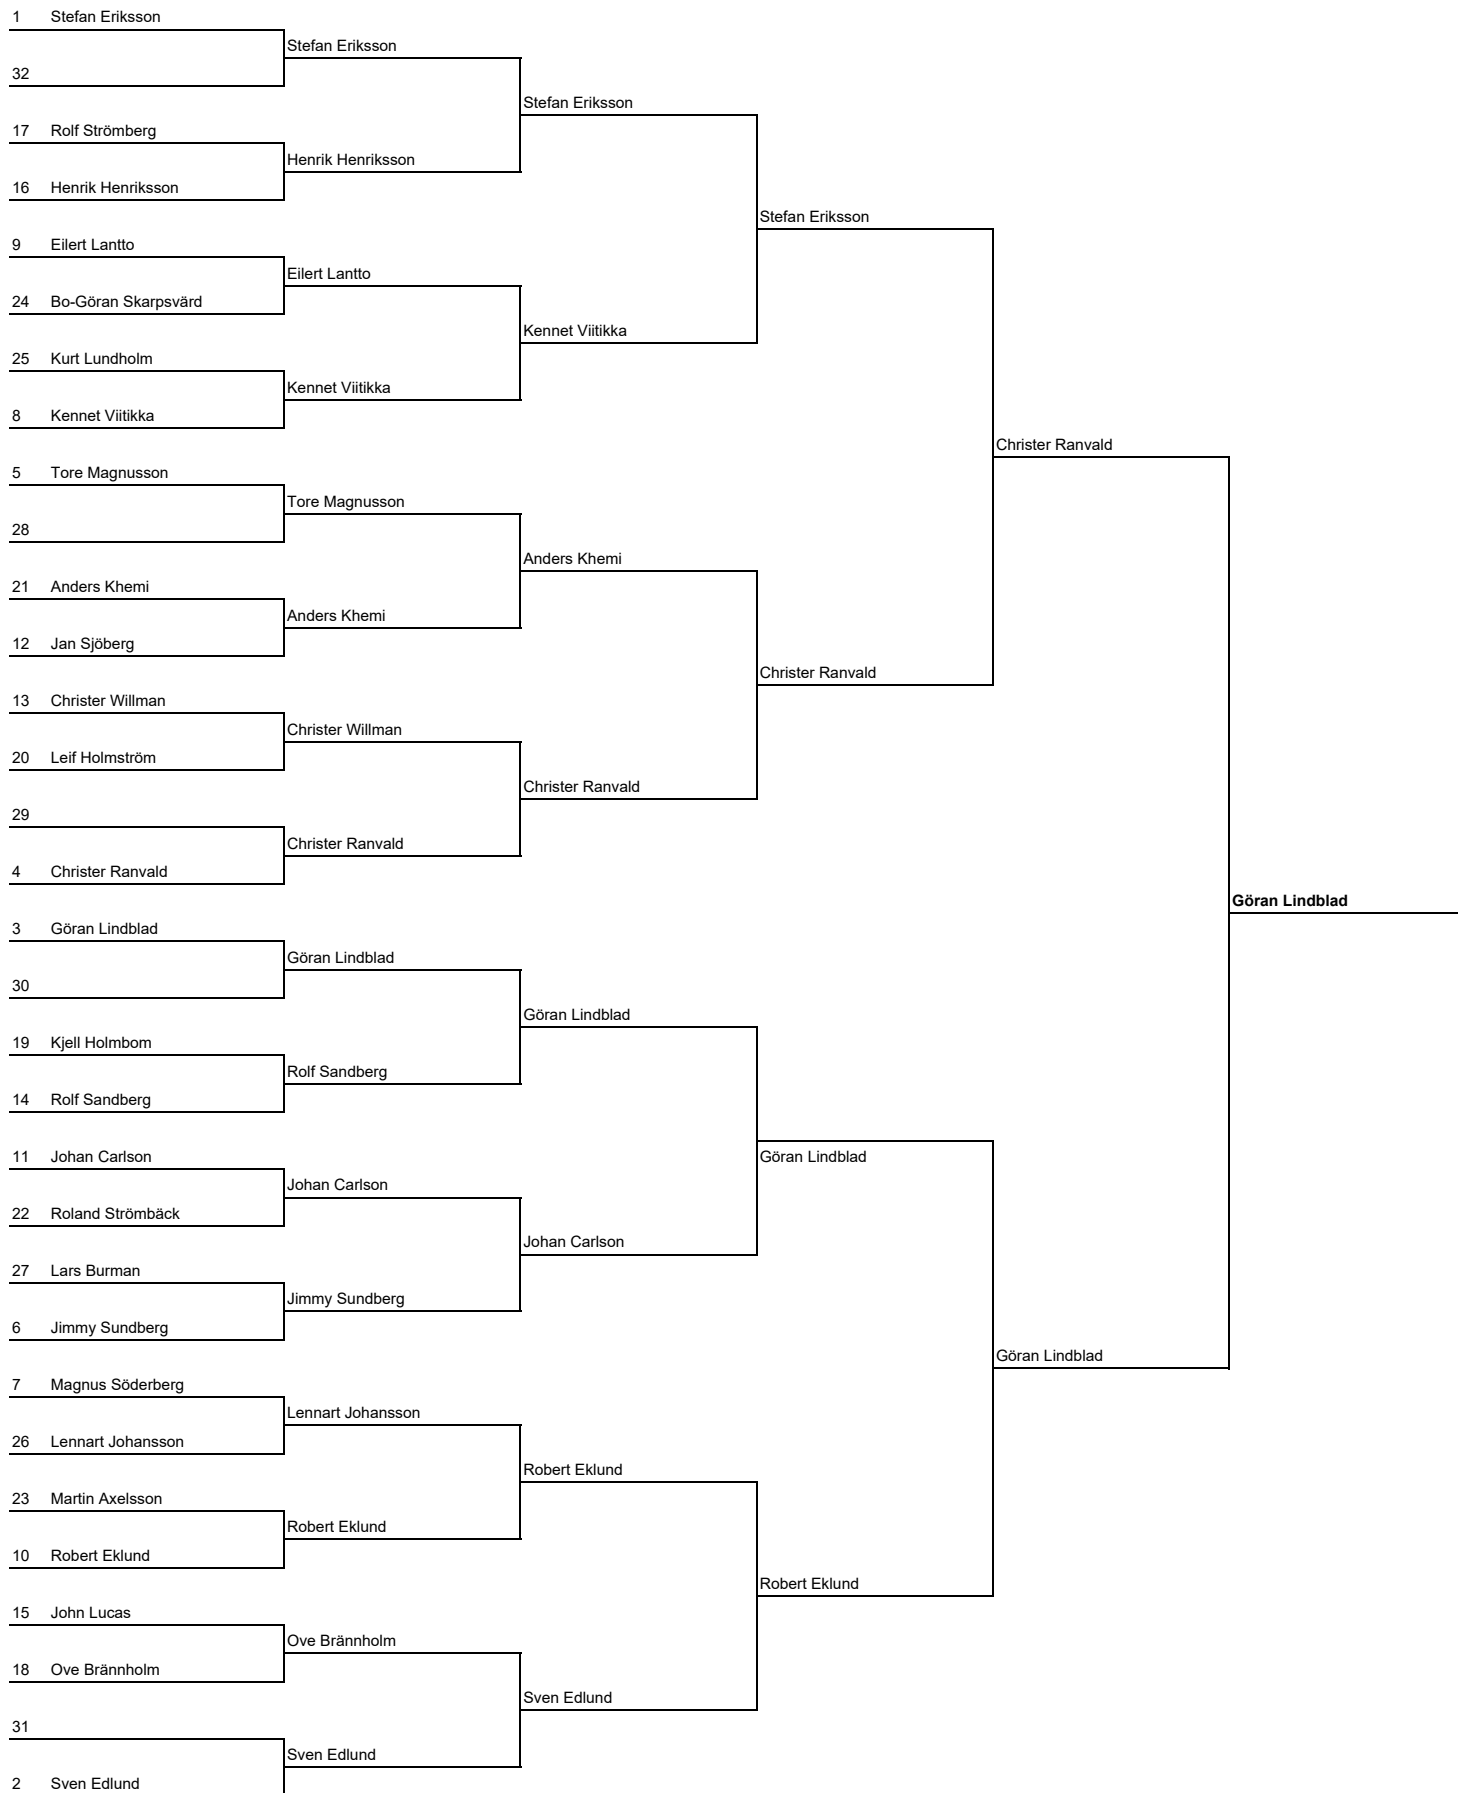 1 Stefan Eriksson
Stefan Eriksson
32
Stefan Eriksson
17 Rolf Strömberg
Henrik Henriksson
16 Henrik Henriksson
Stefan Eriksson
9 Eilert Lantto
Eilert Lantto
24 Bo-Göran Skarpsvärd
Kennet Viitikka
25 Kurt Lundholm
Kennet Viitikka
8 Kennet Viitikka
Christer Ranvald
5 Tore Magnusson
Tore Magnusson
28
Anders Khemi
21 Anders Khemi
Anders Khemi
12 Jan Sjöberg
Christer Ranvald
13 Christer Willman
Christer Willman
20 Leif Holmström
Christer Ranvald
29
Christer Ranvald
4 Christer Ranvald
Göran Lindblad
3 Göran Lindblad
Göran Lindblad
30
Göran Lindblad
19 Kjell Holmbom
Rolf Sandberg
14 Rolf Sandberg
11 Johan Carlson
Göran Lindblad
Johan Carlson
22 Roland Strömbäck
Johan Carlson
27 Lars Burman
Jimmy Sundberg
6 Jimmy Sundberg
Göran Lindblad
7 Magnus Söderberg
Lennart Johansson
26 Lennart Johansson
Robert Eklund
23 Martin Axelsson
Robert Eklund
10 Robert Eklund
Robert Eklund
15 John Lucas
Ove Brännholm
18 Ove Brännholm
Sven Edlund
31
Sven Edlund
2 Sven Edlund